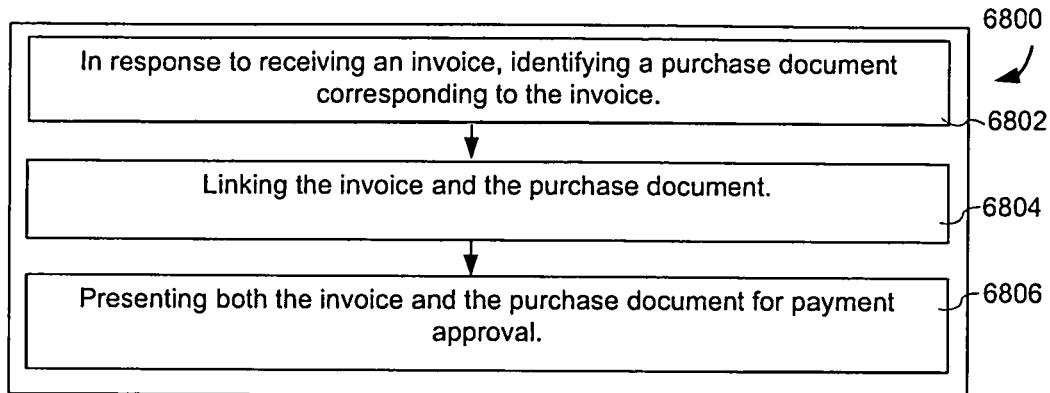 6800
In response to receiving an invoice, identifying a purchase document
corresponding to the invoice.
6802
Linking the invoice and the purchase document.
6804
Presenting both the invoice and the purchase document for payment
approval.
6806